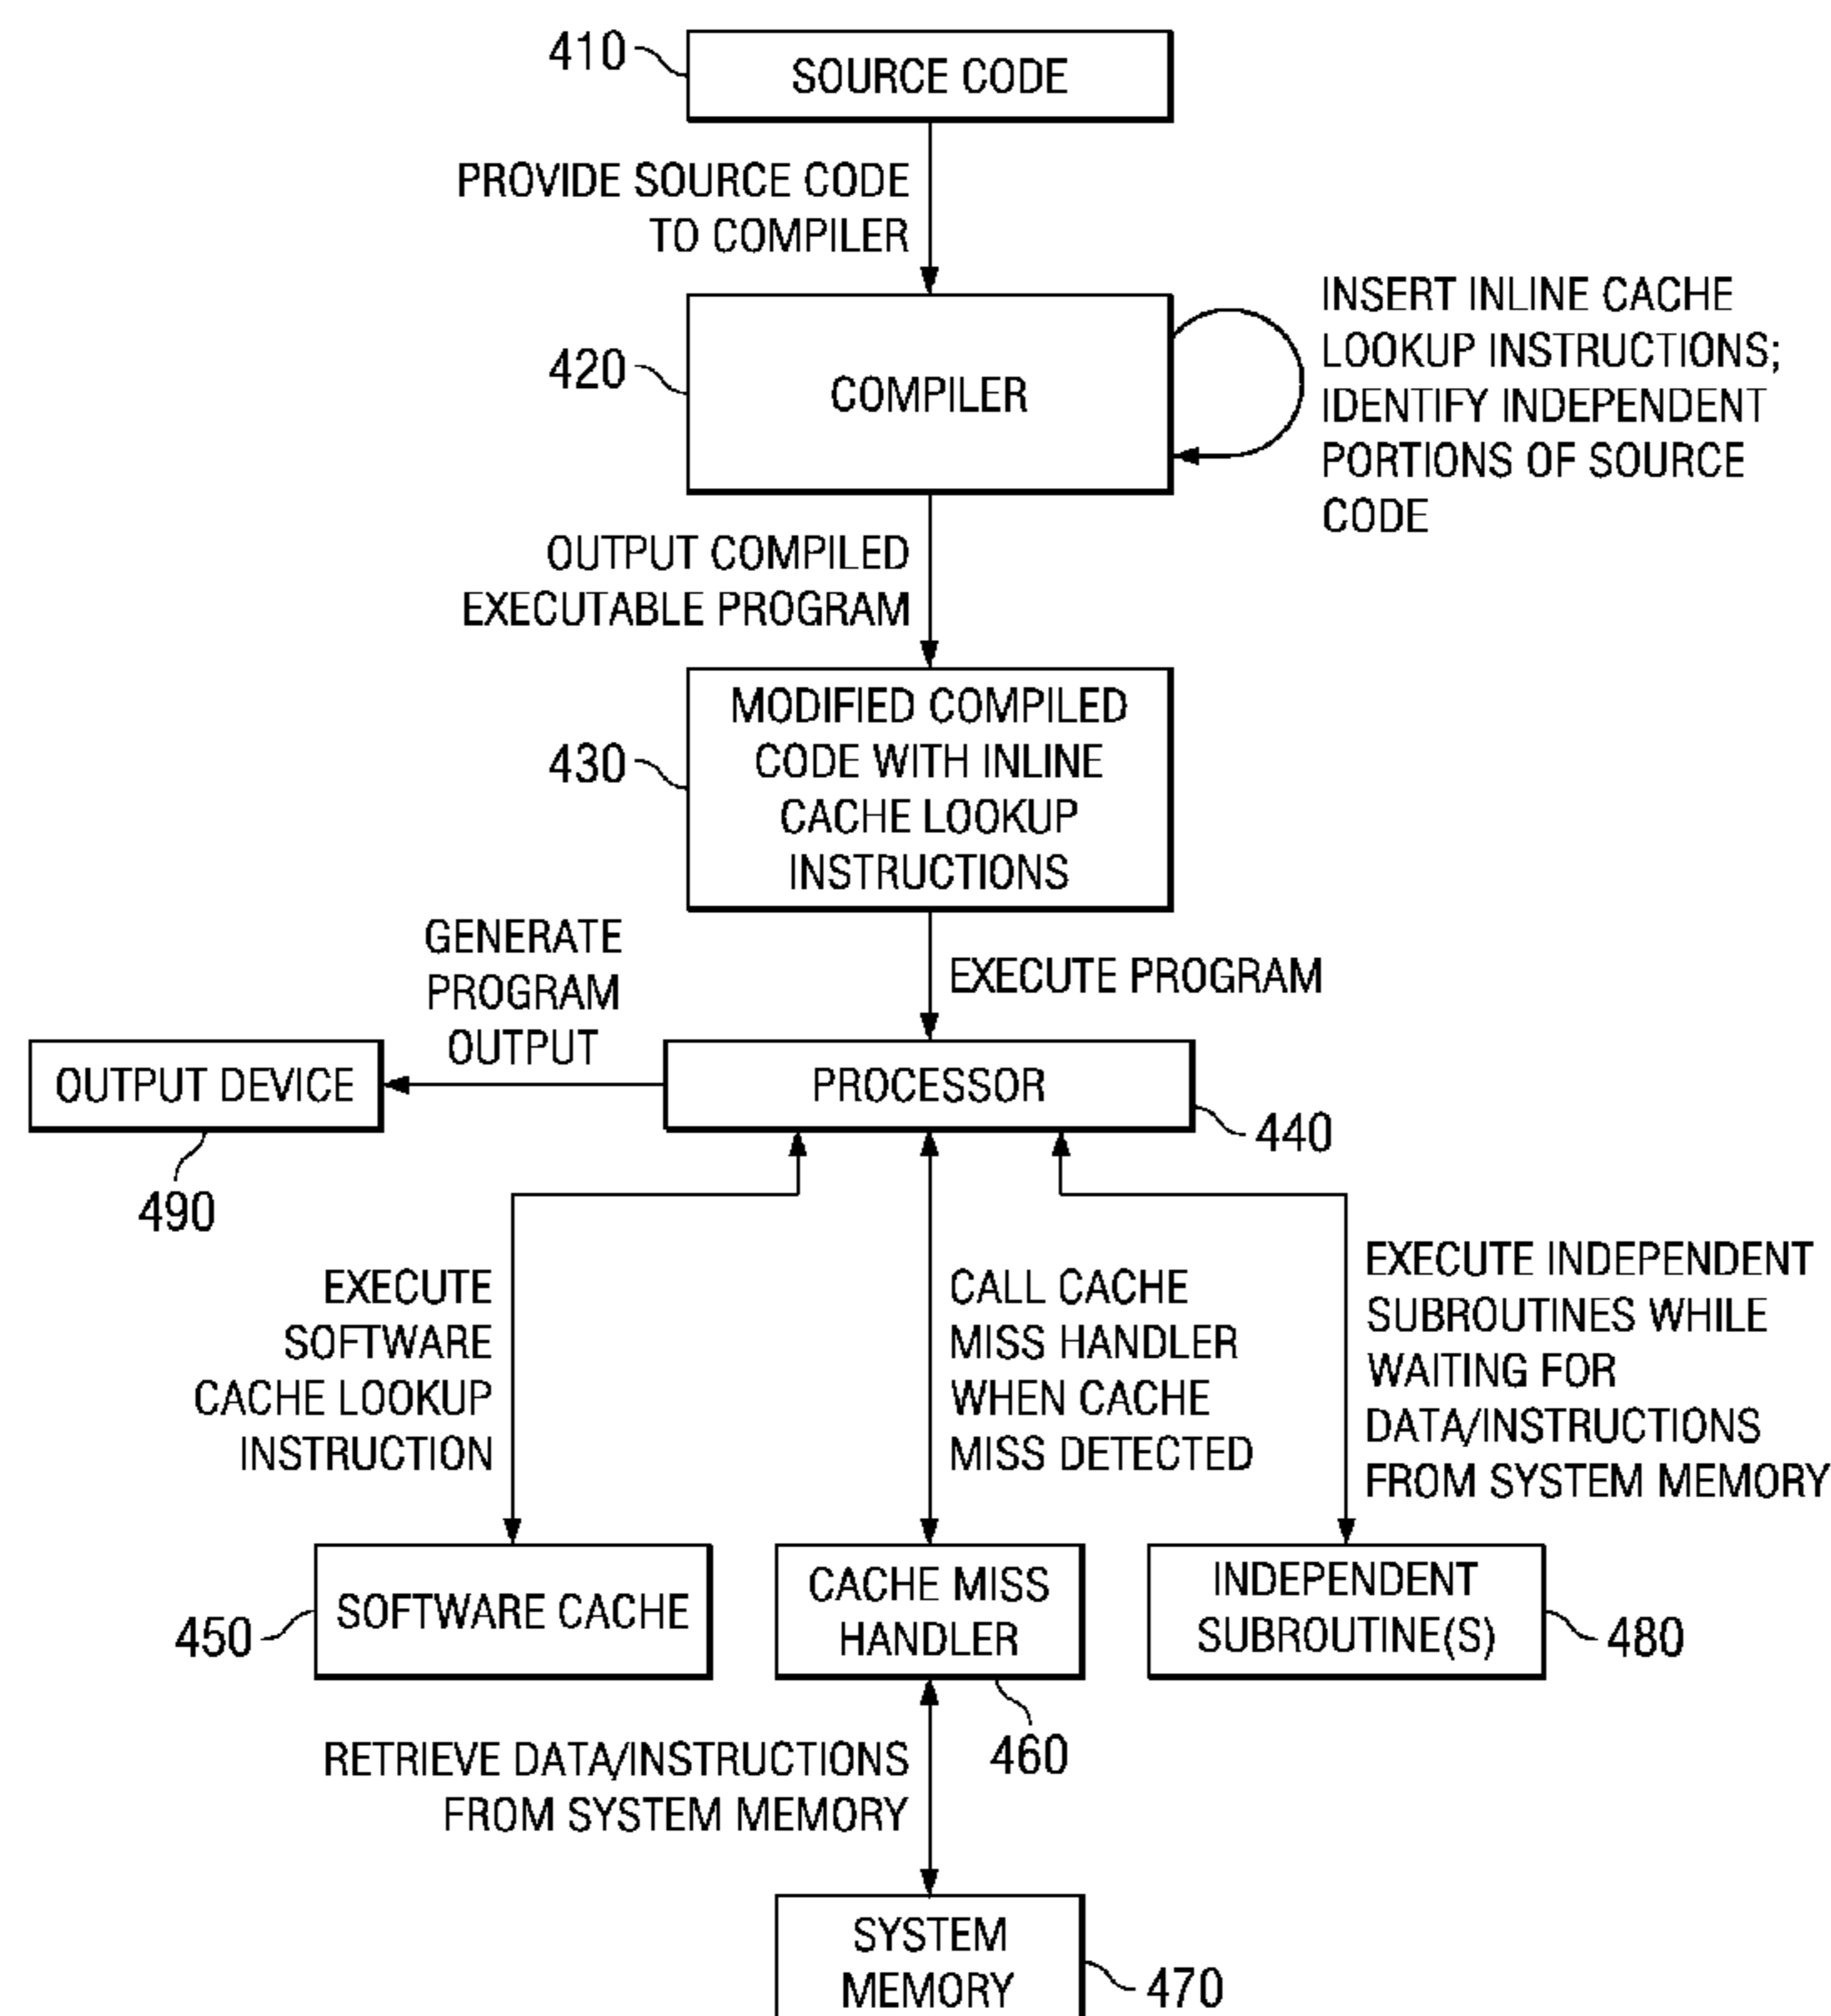 410
SOURCE CODE
PROVIDE SOURCE CODE
TO COMPILER
420
COMPILER
INSERT INLINE CACHE
LOOKUP INSTRUCTIONS;
IDENTIFY INDEPENDENT
PORTIONS OF SOURCE
CODE
OUTPUT COMPILED
EXECUTABLE PROGRAM
430
MODIFIED COMPILED
CODE WITH INLINE
CACHE LOOKUP
INSTRUCTIONS
GENERATE
PROGRAM
OUTPUT
EXECUTE PROGRAM
OUTPUT DEVICE
490
PROCESSOR
440
EXECUTE
SOFTWARE
CACHE LOOKUP
INSTRUCTION
CALL CACHE
MISS HANDLER
WHEN CACHE
MISS DETECTED
EXECUTE INDEPENDENT
SUBROUTINES WHILE
WAITING FOR
DATA/INSTRUCTIONS
FROM SYSTEM MEMORY
450
SOFTWARE CACHE
CACHE MISS
HANDLER
460
INDEPENDENT
SUBROUTINE(S)
480
RETRIEVE DATA/INSTRUCTIONS
FROM SYSTEM MEMORY
SYSTEM
MEMORY
470